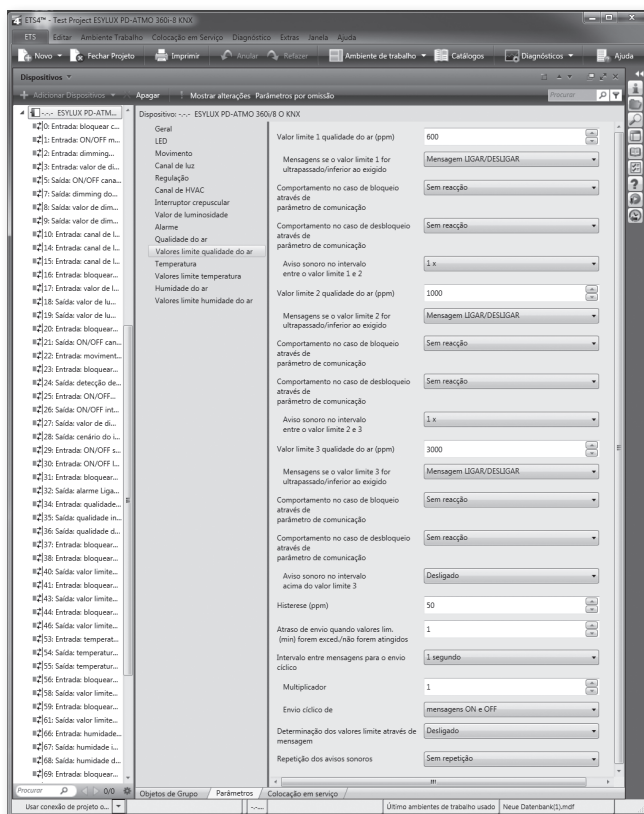 ETS4™ - Test Project ESYLUX PD-ATMO 360i-8 KNX
ETS Editar Ambiente Trabalho Colocação em Serviço Diagnóstico Extras Janela Ajuda
Novo Fechar Projeto Imprimir Anular Refazer Ambiente de trabalho Catálogos Diagnósticos Ajuda
Dispositivos
Adicionar Dispositivos Apagar Mostrar alterações Parâmetros por omissão Procurar
-.-.- ESYLUX PD-ATM...
0: Entrada: bloquear c...
1: Entrada: ON/OFF m...
2: Entrada: dimming...
3: Entrada: valor de di...
5: Saída: ON/OFF cana...
7: Saída: dimming do...
8: Saída: valor de dim...
9: Saída: valor de dim...
10: Entrada: canal de l...
14: Entrada: canal de l...
15: Entrada: canal de l...
16: Entrada: bloquear...
17: Entrada: valor de l...
18: Saída: valor de lu...
19: Saída: valor de lu...
20: Entrada: bloquear...
21: Saída: ON/OFF can...
22: Entrada: moviment...
23: Entrada: bloquear...
24: Saída: detecção de...
25: Entrada: ON/OFF...
26: Saída: ON/OFF int...
27: Saída: valor de di...
28: Saída: cenário do i...
29: Entrada: ON/OFF s...
30: Entrada: ON/OFF l...
31: Entrada: bloquear...
32: Saída: alarme Liga...
34: Entrada: qualidade...
35: Saída: qualidade in...
36: Saída: qualidade d...
37: Entrada: bloquear...
38: Entrada: bloquear...
40: Saída: valor limite...
41: Entrada: bloquear...
43: Saída: valor limite...
44: Entrada: bloquear...
46: Saída: valor limite...
53: Entrada: temperat...
54: Saída: temperatur...
55: Saída: temperatur...
56: Entrada: bloquear...
58: Saída: valor limite...
59: Entrada: bloquear...
61: Saída: valor limite...
66: Entrada: humidade...
67: Saída: humidade i...
68: Saída: humidade d...
69: Entrada: bloquear...
Procurar 0/0
Dispositivo: -.-.- ESYLUX PD-ATMO 360i/8 O KNX
Geral
LED
Movimento
Canal de luz
Regulação
Canal de HVAC
Interruptor crepuscular
Valor de luminosidade
Alarme
Qualidade do ar
Valores limite qualidade do ar
Temperatura
Valores limite temperatura
Humidade do ar
Valores limite humidade do ar
Valor limite 1 qualidade do ar (ppm) 600
Mensagens se o valor limite 1 for Mensagem LIGAR/DESLIGAR
ultrapassado/inferior ao exigido
Comportamento no caso de bloqueio Sem reacção
através de
parâmetro de comunicação
Comportamento no caso de desbloqueio Sem reacção
através de
parâmetro de comunicação
Aviso sonoro no intervalo 1 x
entre o valor limite 1 e 2
Valor limite 2 qualidade do ar (ppm) 1000
Mensagens se o valor limite 2 for Mensagem LIGAR/DESLIGAR
ultrapassado/inferior ao exigido
Comportamento no caso de bloqueio Sem reacção
através de
parâmetro de comunicação
Comportamento no caso de desbloqueio Sem reacção
através de
parâmetro de comunicação
Aviso sonoro no intervalo 1 x
entre o valor limite 2 e 3
Valor limite 3 qualidade do ar (ppm) 3000
Mensagens se o valor limite 3 for Mensagem LIGAR/DESLIGAR
ultrapassado/inferior ao exigido
Comportamento no caso de bloqueio Sem reacção
através de
parâmetro de comunicação
Comportamento no caso de desbloqueio Sem reacção
através de
parâmetro de comunicação
Aviso sonoro no intervalo Desligado
acima do valor limite 3
Histerese (ppm) 50
Atraso de envio quando valores lim. 1
(min) forem exced./não forem atingidos
Intervalo entre mensagens para o envio 1 segundo
cíclico
Multiplicador 1
Envio cíclico de mensagens ON e OFF
Determinação dos valores limite através de Desligado
mensagem
Repetição dos avisos sonoros Sem repetição
Objetos de Grupo Parâmetros Colocação em serviço
Usar conexão de projeto o... -.-.... Último ambientes de trabalho usado Neue Datenbank(1).mdf